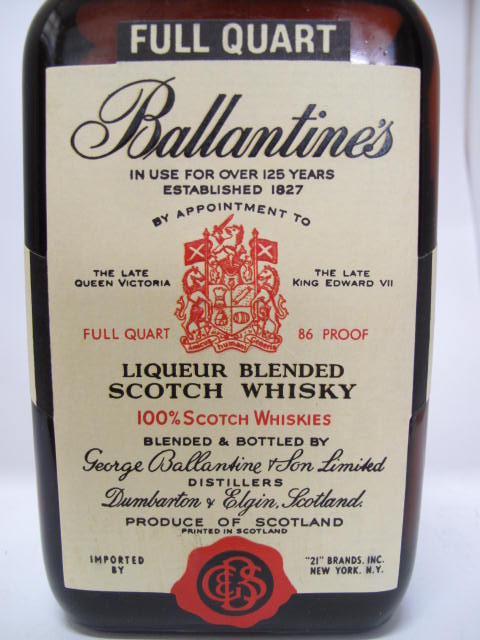 FULL QUART
Ballantine's
IN USE FOR OVER 125 YEARS
ESTABLISHED 1827
BY APPOINTMENT TO
THE LATE
QUEEN VICTORIA
THE LATE
KING EDWARD VII
FULL QUART
86 PROOF
LIQUEUR BLENDED
SCOTCH WHISKY
100% SCOTCH WHISKIES
BLENDED & BOTTLED BY
George Ballantine & Son Limited
DISTILLERS
Dumbarton & Elgin, Scotland.
PRODUCE OF SCOTLAND
PRINTED IN SCOTLAND
IMPORTED
BY
GB&S
"21" BRANDS, INC.
NEW YORK, N.Y.